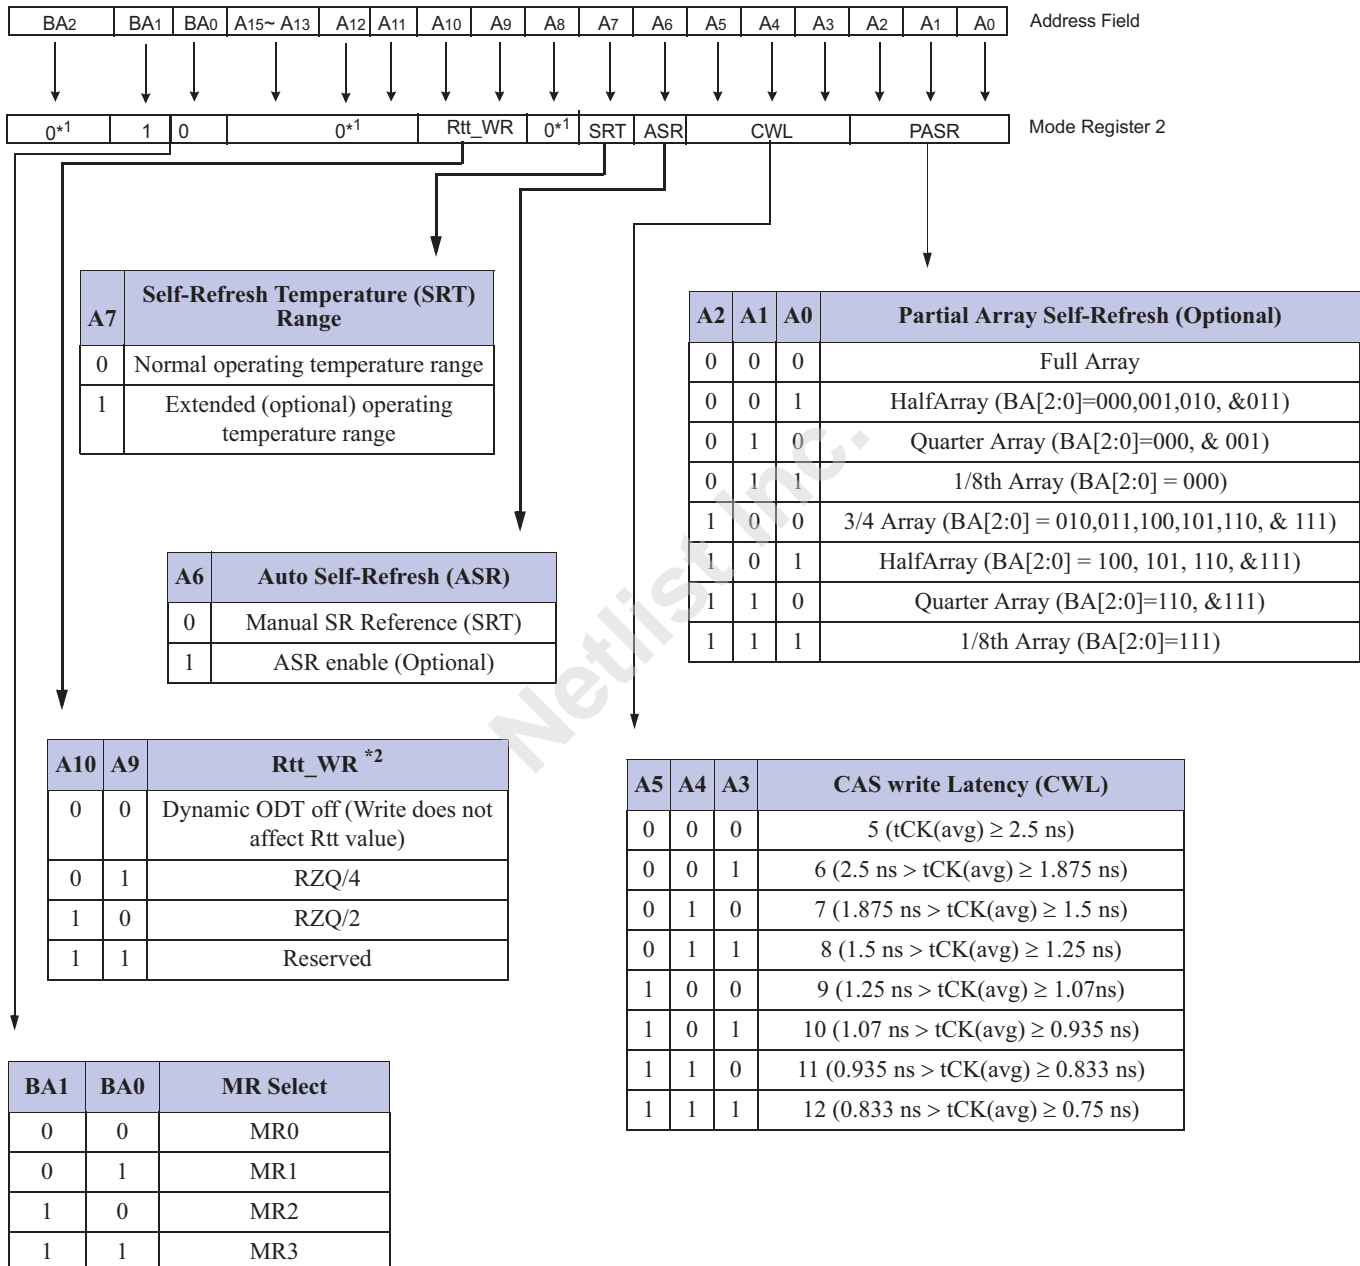 BA2 BA1 BA0 A15~ A13 A12 A11 A10 A9 A8 A7 A6 A5 A4 A3 A2 A1 A0 Address Field
0*1 1 0 0*1 Rtt_WR 0*1 SRT ASR CWL PASR Mode Register 2
A7 Self-Refresh Temperature (SRT)
Range
0 Normal operating temperature range
1 Extended (optional) operating
temperature range
A2 A1 A0 Partial Array Self-Refresh (Optional)
0 0 0 Full Array
0 0 1 HalfArray (BA[2:0]=000,001,010, &011)
0 1 0 Quarter Array (BA[2:0]=000, & 001)
0 1 1 1/8th Array (BA[2:0] = 000)
1 0 0 3/4 Array (BA[2:0] = 010,011,100,101,110, & 111)
1 0 1 HalfArray (BA[2:0] = 100, 101, 110, &111)
1 1 0 Quarter Array (BA[2:0]=110, &111)
1 1 1 1/8th Array (BA[2:0]=111)
A6 Auto Self-Refresh (ASR)
0 Manual SR Reference (SRT)
1 ASR enable (Optional)
Netlist Inc.
A10 A9 Rtt_WR *2
0 0 Dynamic ODT off (Write does not
affect Rtt value)
0 1 RZQ/4
1 0 RZQ/2
1 1 Reserved
A5 A4 A3 CAS write Latency (CWL)
0 0 0 5 (tCK(avg) ≥ 2.5 ns)
0 0 1 6 (2.5 ns > tCK(avg) ≥ 1.875 ns)
0 1 0 7 (1.875 ns > tCK(avg) ≥ 1.5 ns)
0 1 1 8 (1.5 ns > tCK(avg) ≥ 1.25 ns)
1 0 0 9 (1.25 ns > tCK(avg) ≥ 1.07ns)
1 0 1 10 (1.07 ns > tCK(avg) ≥ 0.935 ns)
1 1 0 11 (0.935 ns > tCK(avg) ≥ 0.833 ns)
1 1 1 12 (0.833 ns > tCK(avg) ≥ 0.75 ns)
BA1 BA0 MR Select
0 0 MR0
0 1 MR1
1 0 MR2
1 1 MR3